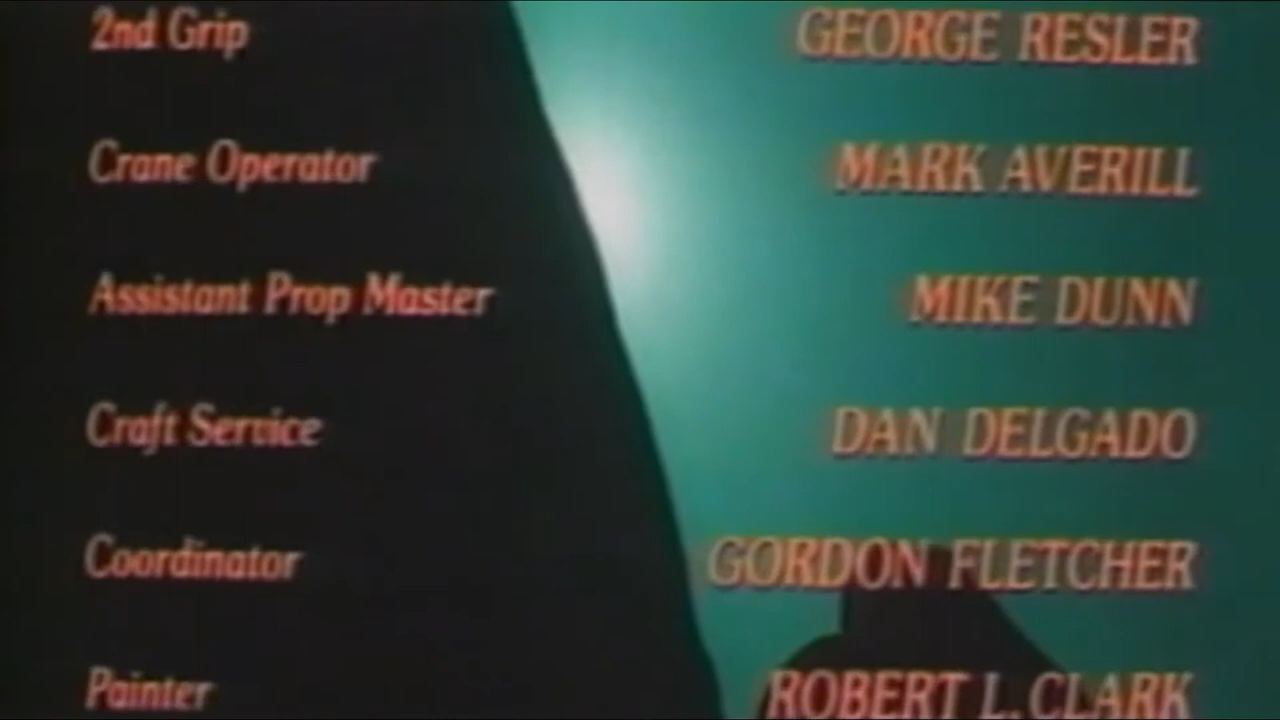 2nd Grip GEORGE RESLER
Crane Operator MARK AVERILL
Assistant Prop Master MIKE DUNN
Craft Service DAN DELGADO
Coordinator GORDON FLETCHER
Painter ROBERT L. CLARK